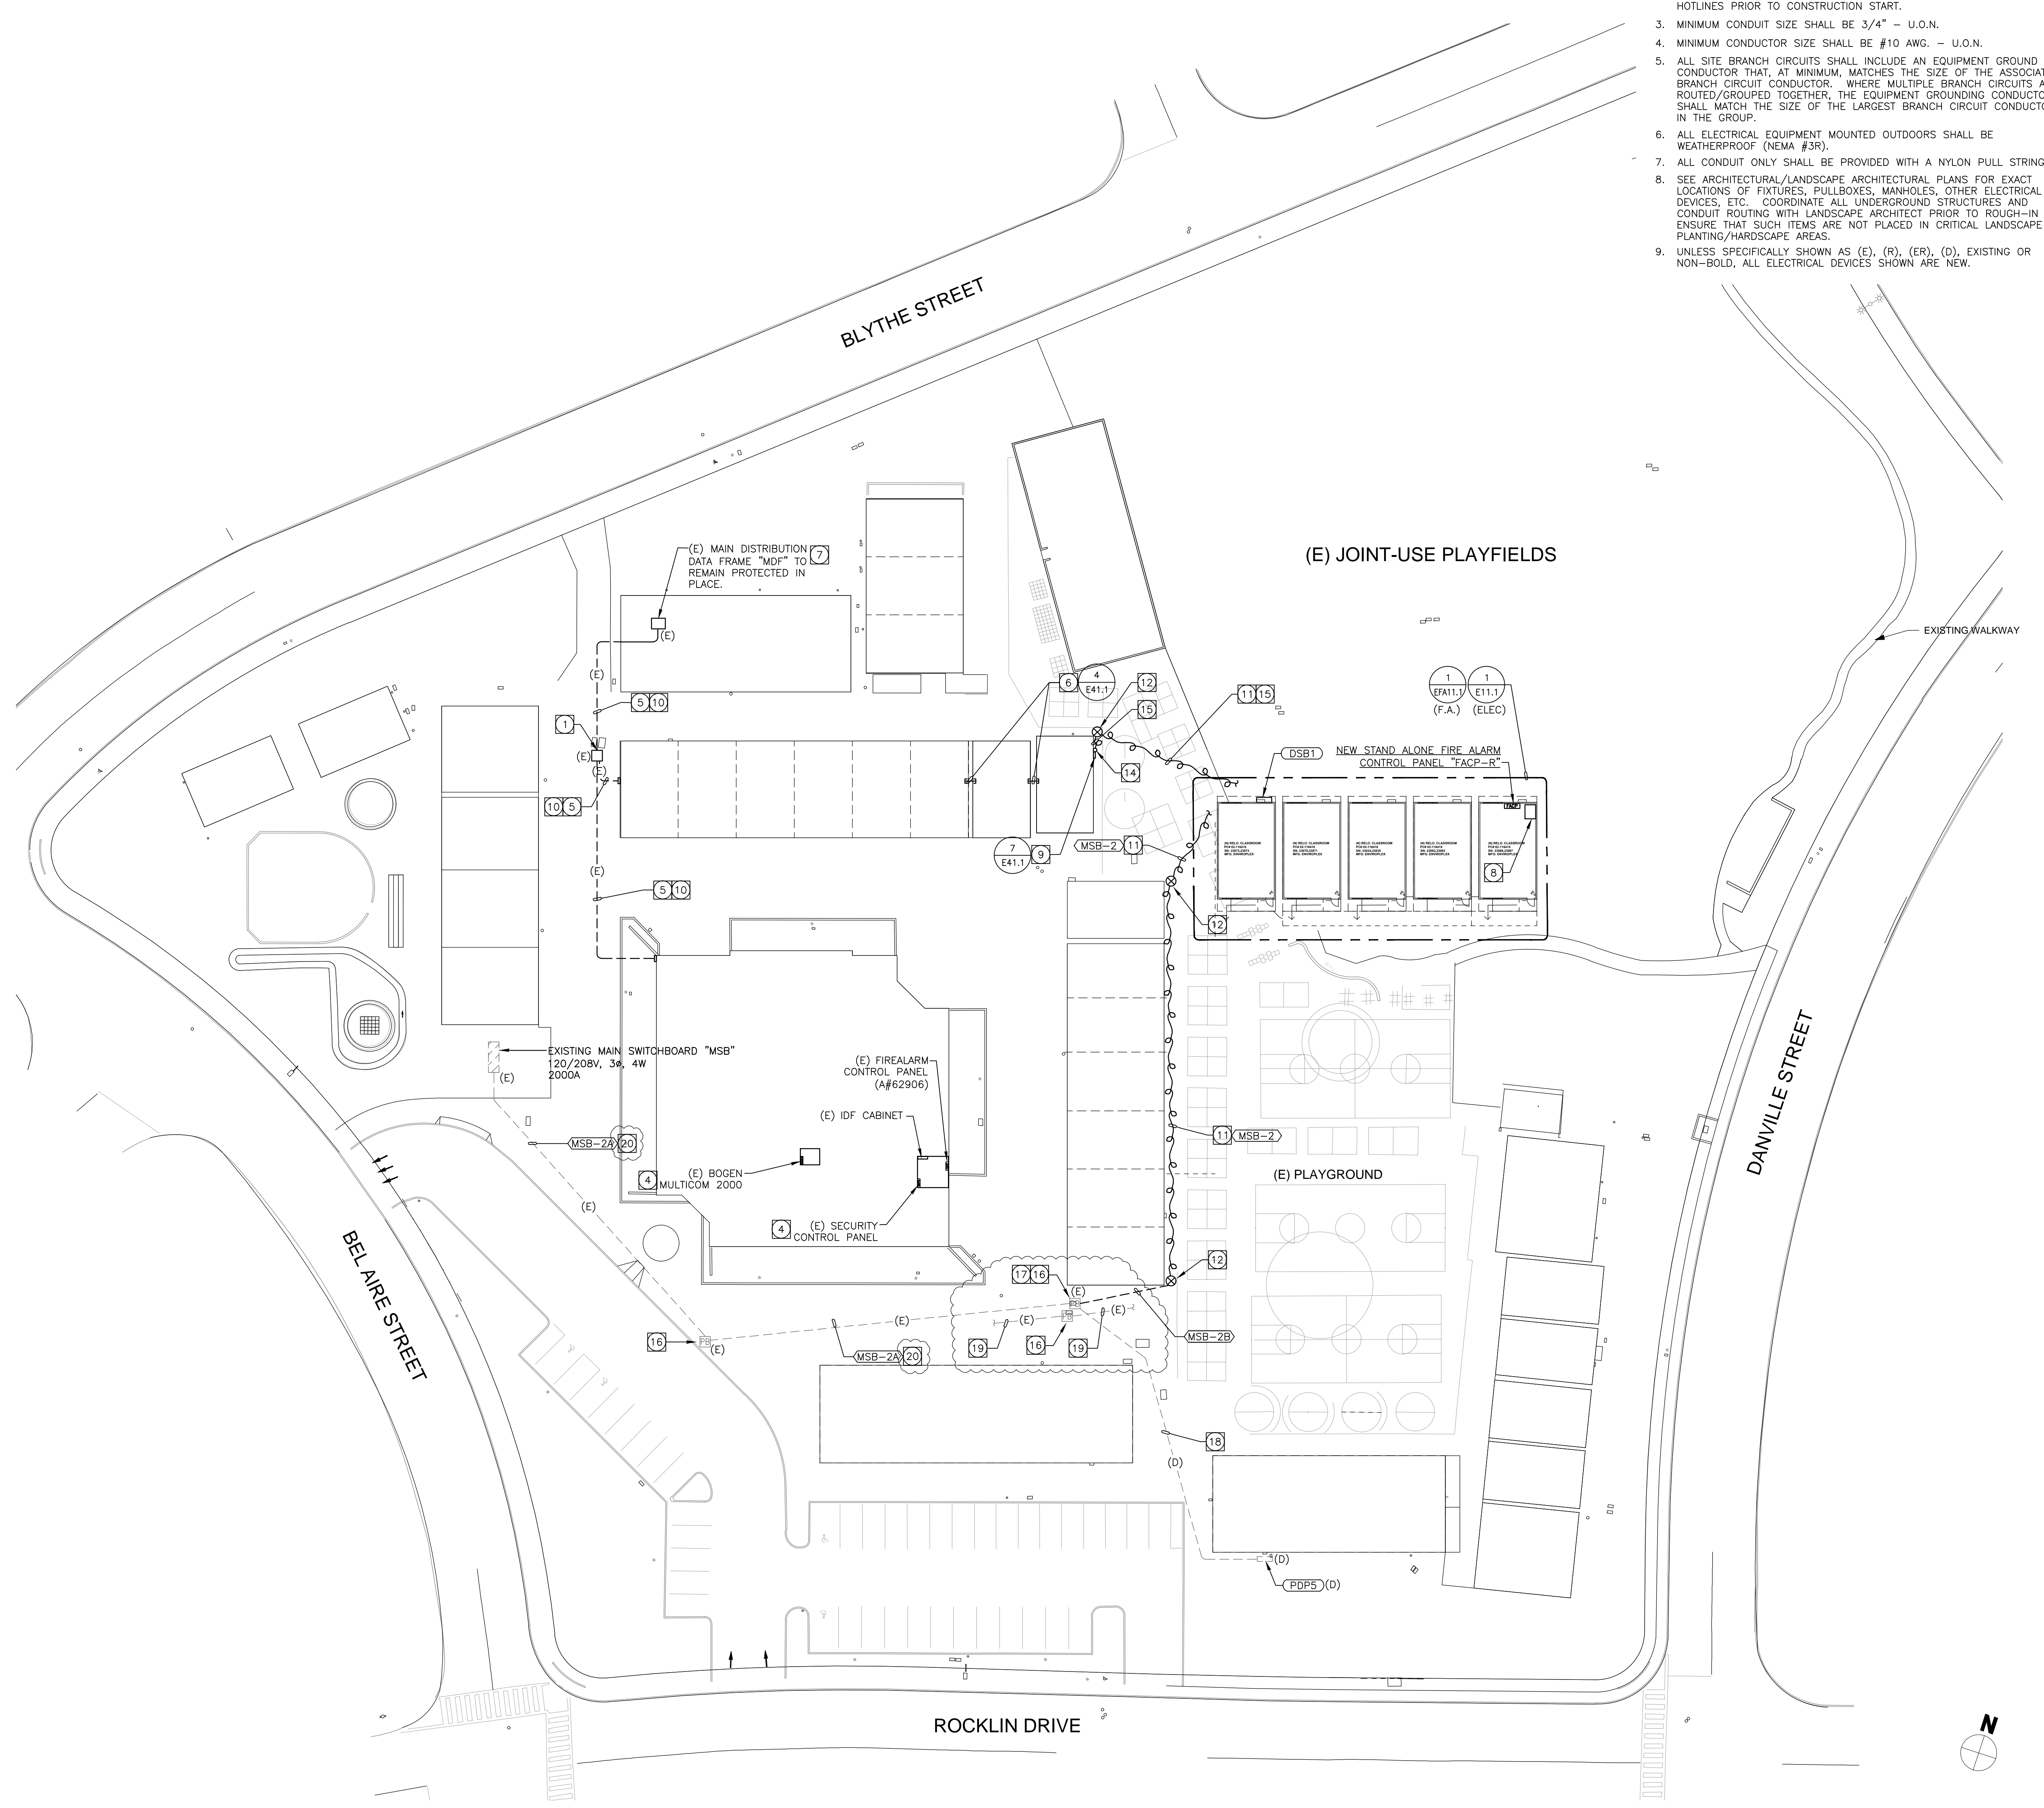 HOTLINES PRIOR TO CONSTRUCTION START.
3. MINIMUM CONDUIT SIZE SHALL BE 3/4" – U.O.N.
4. MINIMUM CONDUCTOR SIZE SHALL BE #10 AWG. – U.O.N.
5. ALL SITE BRANCH CIRCUITS SHALL INCLUDE AN EQUIPMENT GROUND
CONDUCTOR THAT, AT MINIMUM, MATCHES THE SIZE OF THE ASSOCIAT
BRANCH CIRCUIT CONDUCTOR. WHERE MULTIPLE BRANCH CIRCUITS A
ROUTED/GROUPED TOGETHER, THE EQUIPMENT GROUNDING CONDUCTO
SHALL MATCH THE SIZE OF THE LARGEST BRANCH CIRCUIT CONDUCTO
IN THE GROUP.
6. ALL ELECTRICAL EQUIPMENT MOUNTED OUTDOORS SHALL BE
WEATHERPROOF (NEMA #3R).
7. ALL CONDUIT ONLY SHALL BE PROVIDED WITH A NYLON PULL STRING
8. SEE ARCHITECTURAL/LANDSCAPE ARCHITECTURAL PLANS FOR EXACT
LOCATIONS OF FIXTURES, PULLBOXES, MANHOLES, OTHER ELECTRICAL
DEVICES, ETC. COORDINATE ALL UNDERGROUND STRUCTURES AND
CONDUIT ROUTING WITH LANDSCAPE ARCHITECT PRIOR TO ROUGH–IN
ENSURE THAT SUCH ITEMS ARE NOT PLACED IN CRITICAL LANDSCAPE
PLANTING/HARDSCAPE AREAS.
9. UNLESS SPECIFICALLY SHOWN AS (E), (R), (ER), (D), EXISTING OR
NON–BOLD, ALL ELECTRICAL DEVICES SHOWN ARE NEW.
BLYTHE STREET
(E) JOINT-USE PLAYFIELDS
(E) MAIN DISTRIBUTION
DATA FRAME "MDF" TO
REMAIN PROTECTED IN
PLACE.
7
(E)
(E)
EXISTING WALKWAY
5 10
1
(E)
(E)
10 5
6
4
E41.1
12
15
11 15
14
1
EFA11.1
(F.A.)
1
E11.1
(ELEC)
DSB1
NEW STAND ALONE FIRE ALARM
CONTROL PANEL "FACP–R"
FACP
7
E41.1
9
MSB–2 11
8
(E)
5 10
12
EXISTING MAIN SWITCHBOARD "MSB"
120/208V, 3ø, 4W
2000A
(E)
(E) FIREALARM
CONTROL PANEL
(A#62906)
(E) IDF CABINET
MSB–2A 20
(E) BOGEN
MULTICOM 2000
4
(E) SECURITY
CONTROL PANEL
4
(E)
11 MSB–2
(E) PLAYGROUND
DANVILLE STREET
BEL AIRE STREET
12
17 16
(E)
PB
PB
(E)
(E)
(E)
16
PB
(E)
19
16
19
MSB–2B
MSB–2A 20
18
(D)
(D)
PDP5 (D)
ROCKLIN DRIVE
N